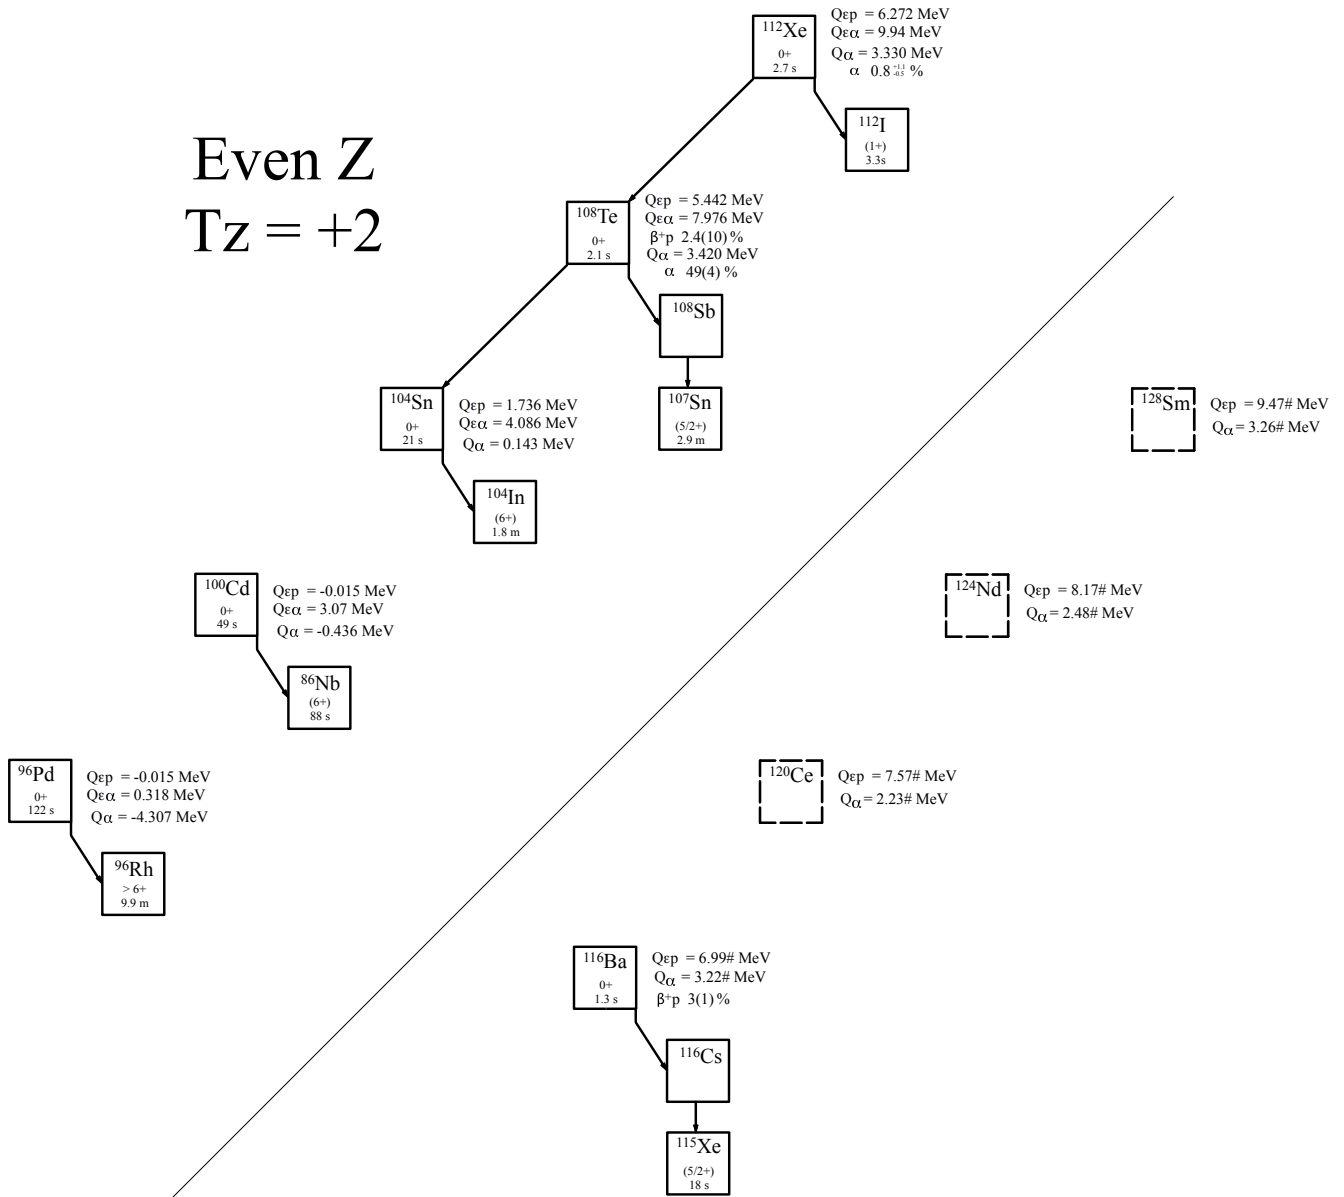 Even Z
Tz = +2
112Xe
0+
2.7 s
Qεp = 6.272 MeV
Qεα = 9.94 MeV
Qα = 3.330 MeV
α 0.8 +1.1 -0.5 %
112I
(1+)
3.3s
108Te
0+
2.1 s
Qεp = 5.442 MeV
Qεα = 7.976 MeV
β+p 2.4(10) %
Qα = 3.420 MeV
α 49(4) %
108Sb
107Sn
(5/2+)
2.9 m
104Sn
0+
21 s
Qεp = 1.736 MeV
Qεα = 4.086 MeV
Qα = 0.143 MeV
104In
(6+)
1.8 m
100Cd
0+
49 s
Qεp = -0.015 MeV
Qεα = 3.07 MeV
Qα = -0.436 MeV
86Nb
(6+)
88 s
96Pd
0+
122 s
Qεp = -0.015 MeV
Qεα = 0.318 MeV
Qα = -4.307 MeV
96Rh
> 6+
9.9 m
128Sm
Qεp = 9.47# MeV
Qα = 3.26# MeV
124Nd
Qεp = 8.17# MeV
Qα = 2.48# MeV
120Ce
Qεp = 7.57# MeV
Qα = 2.23# MeV
116Ba
0+
1.3 s
Qεp = 6.99# MeV
Qα = 3.22# MeV
β+p 3(1) %
116Cs
115Xe
(5/2+)
18 s